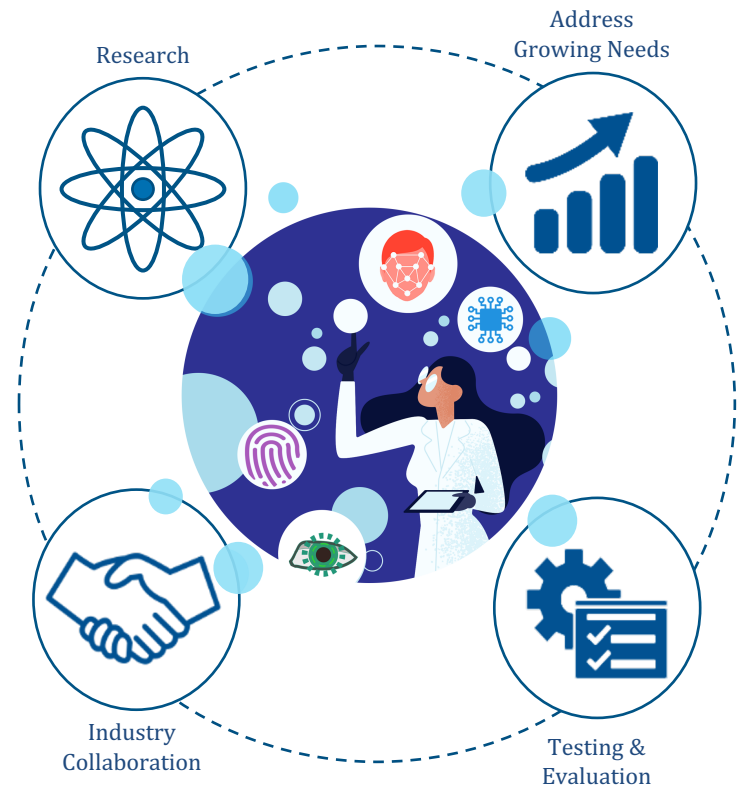 Research
Address
Growing Needs
Industry
Collaboration
Testing &
Evaluation